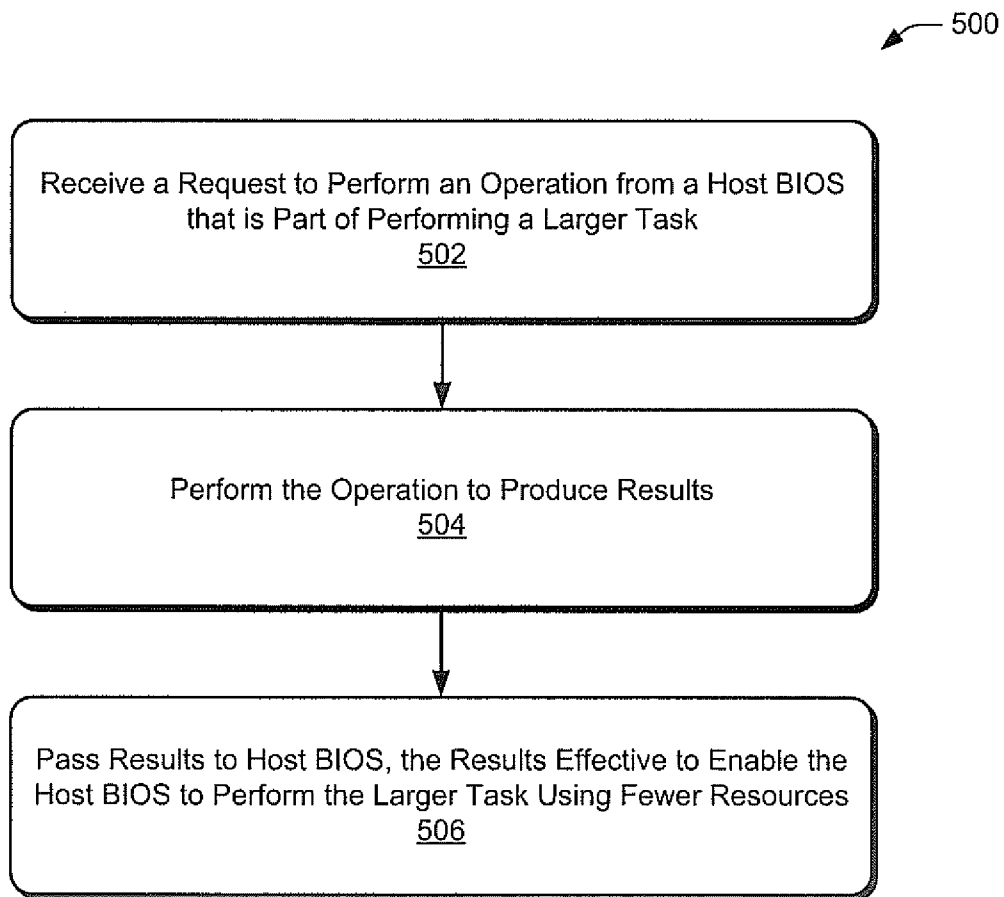 500
Receive a Request to Perform an Operation from a Host BIOS
that is Part of Performing a Larger Task
502
Perform the Operation to Produce Results
504
Pass Results to Host BIOS, the Results Effective to Enable the
Host BIOS to Perform the Larger Task Using Fewer Resources
506